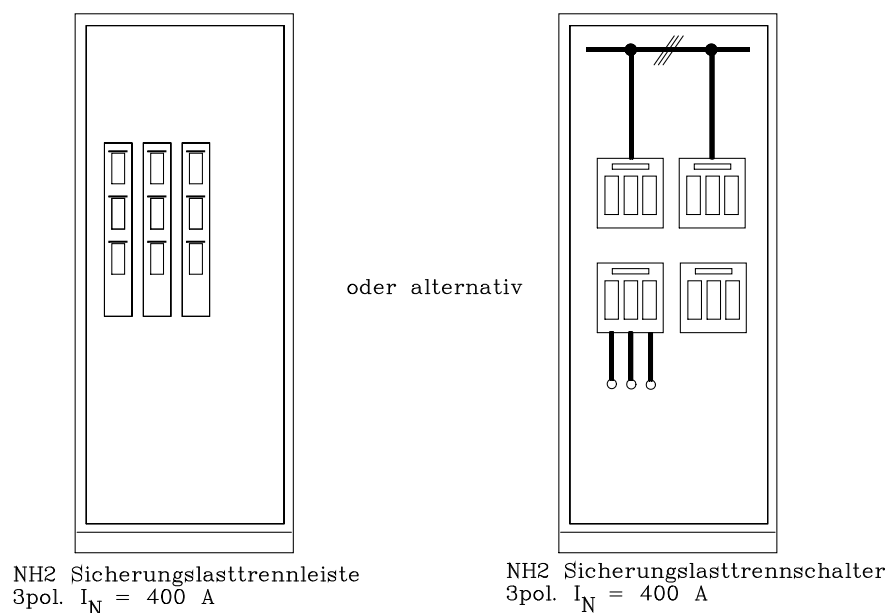 oder alternativ
NH2 Sicherungslasttrennleiste
3pol. I_N = 400 A
NH2 Sicherungslasttrennschalter
3pol. I_N = 400 A